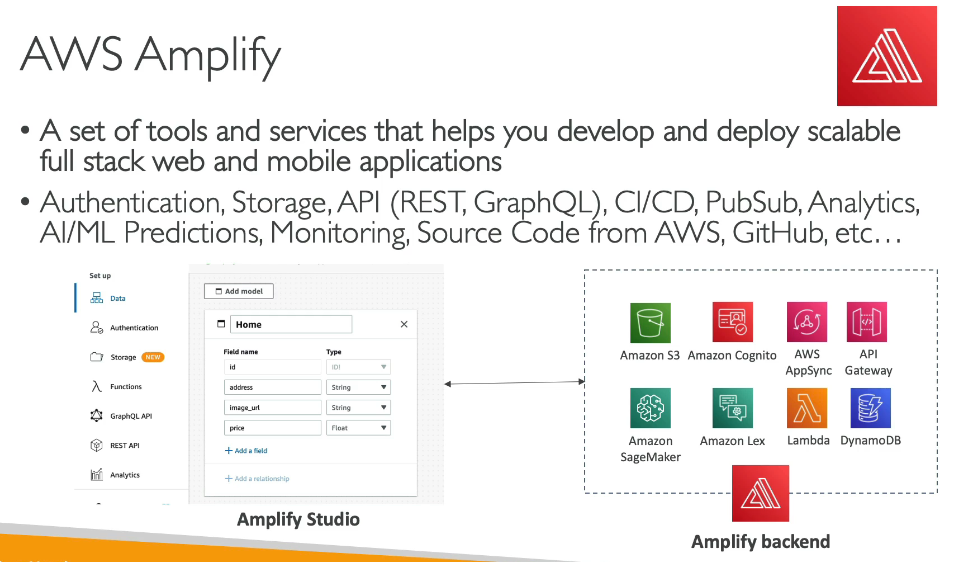 AWS Amplify
• A set of tools and services that helps you develop and deploy scalable
full stack web and mobile applications
• Authentication, Storage, API (REST, GraphQL), CI/CD, PubSub, Analytics,
AI/ML Predictions, Monitoring, Source Code from AWS, GitHub, etc…
Set up
Data
Authentication
Storage NEW
Functions
GraphQL API
REST API
Analytics
Add model
Home
Field name Type
id ID!
address String
image_url String
price Float
+ Add a field
+ Add a relationship
Amplify Studio
Amazon S3 Amazon Cognito AWS AppSync API Gateway
Amazon SageMaker Amazon Lex Lambda DynamoDB
Amplify backend